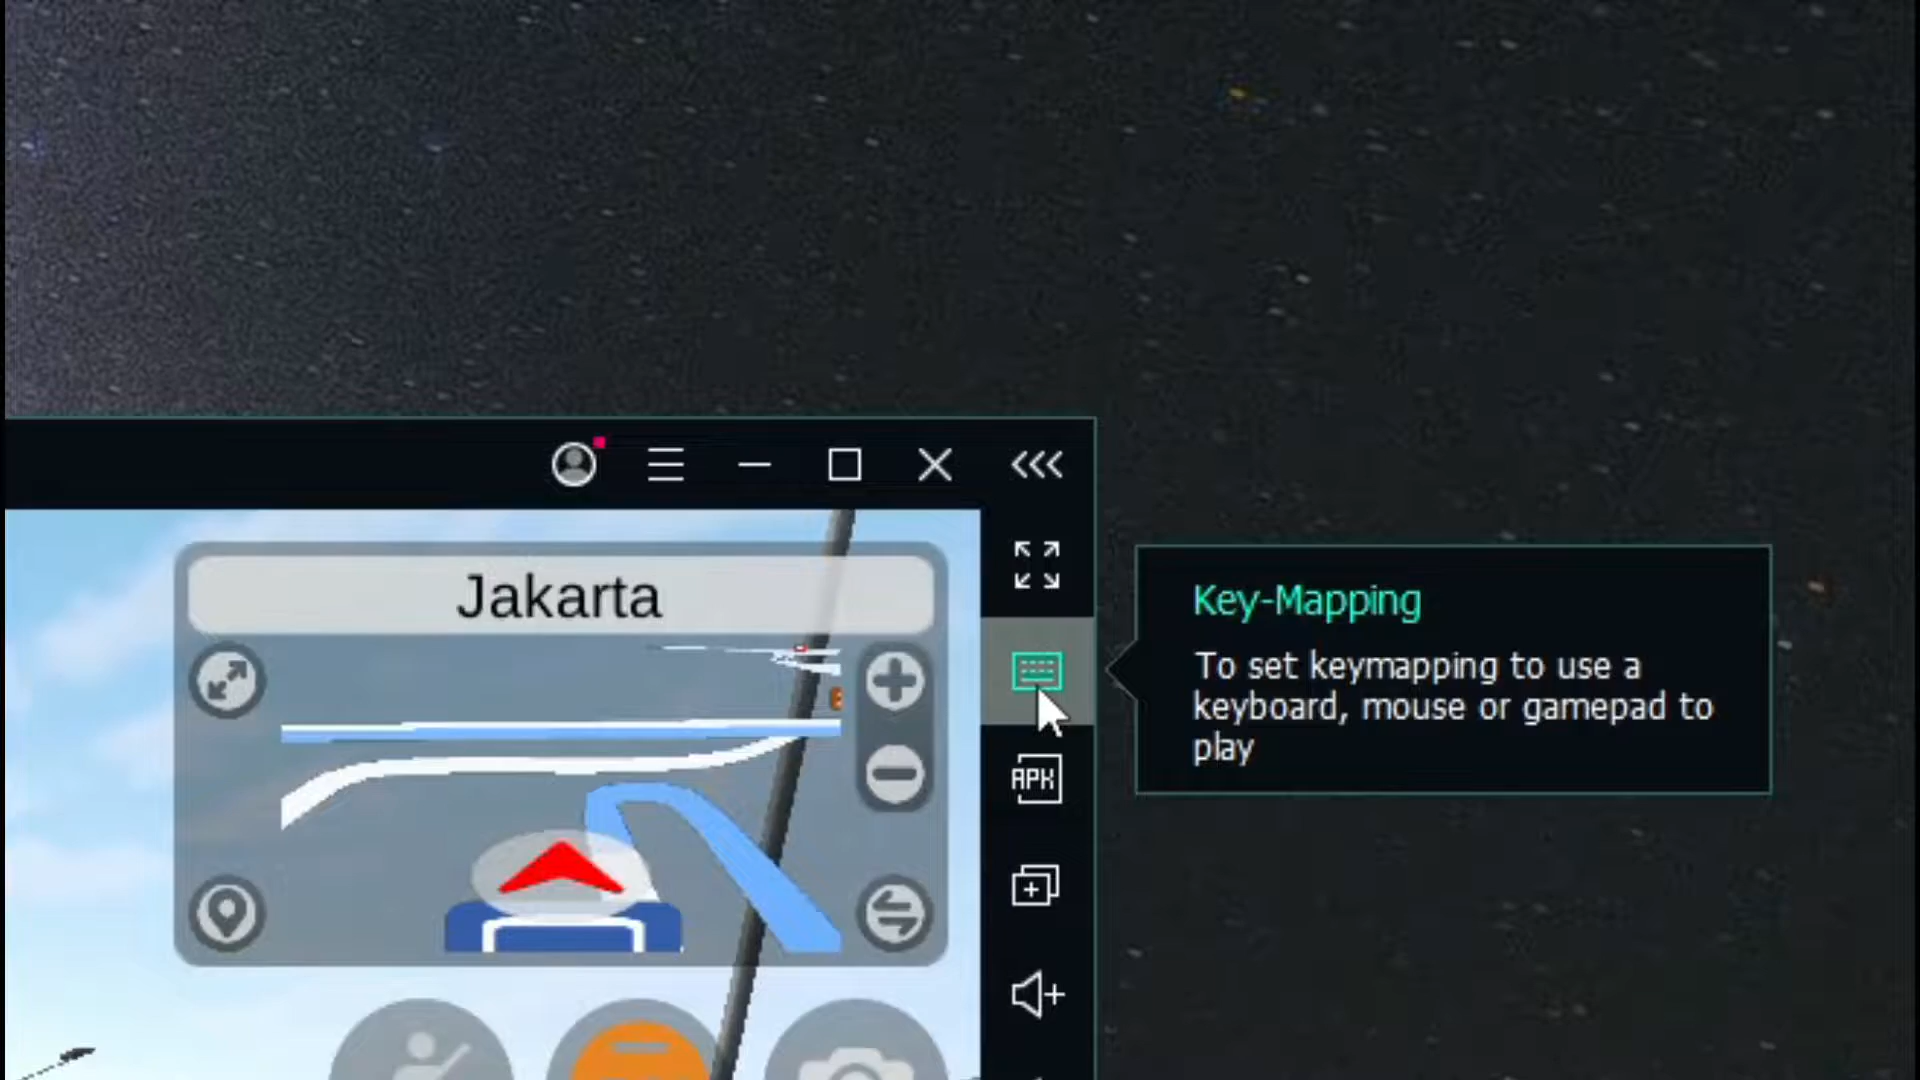 Jakarta
Key-Mapping
To set keymapping to use a
keyboard, mouse or gamepad to
play
APK